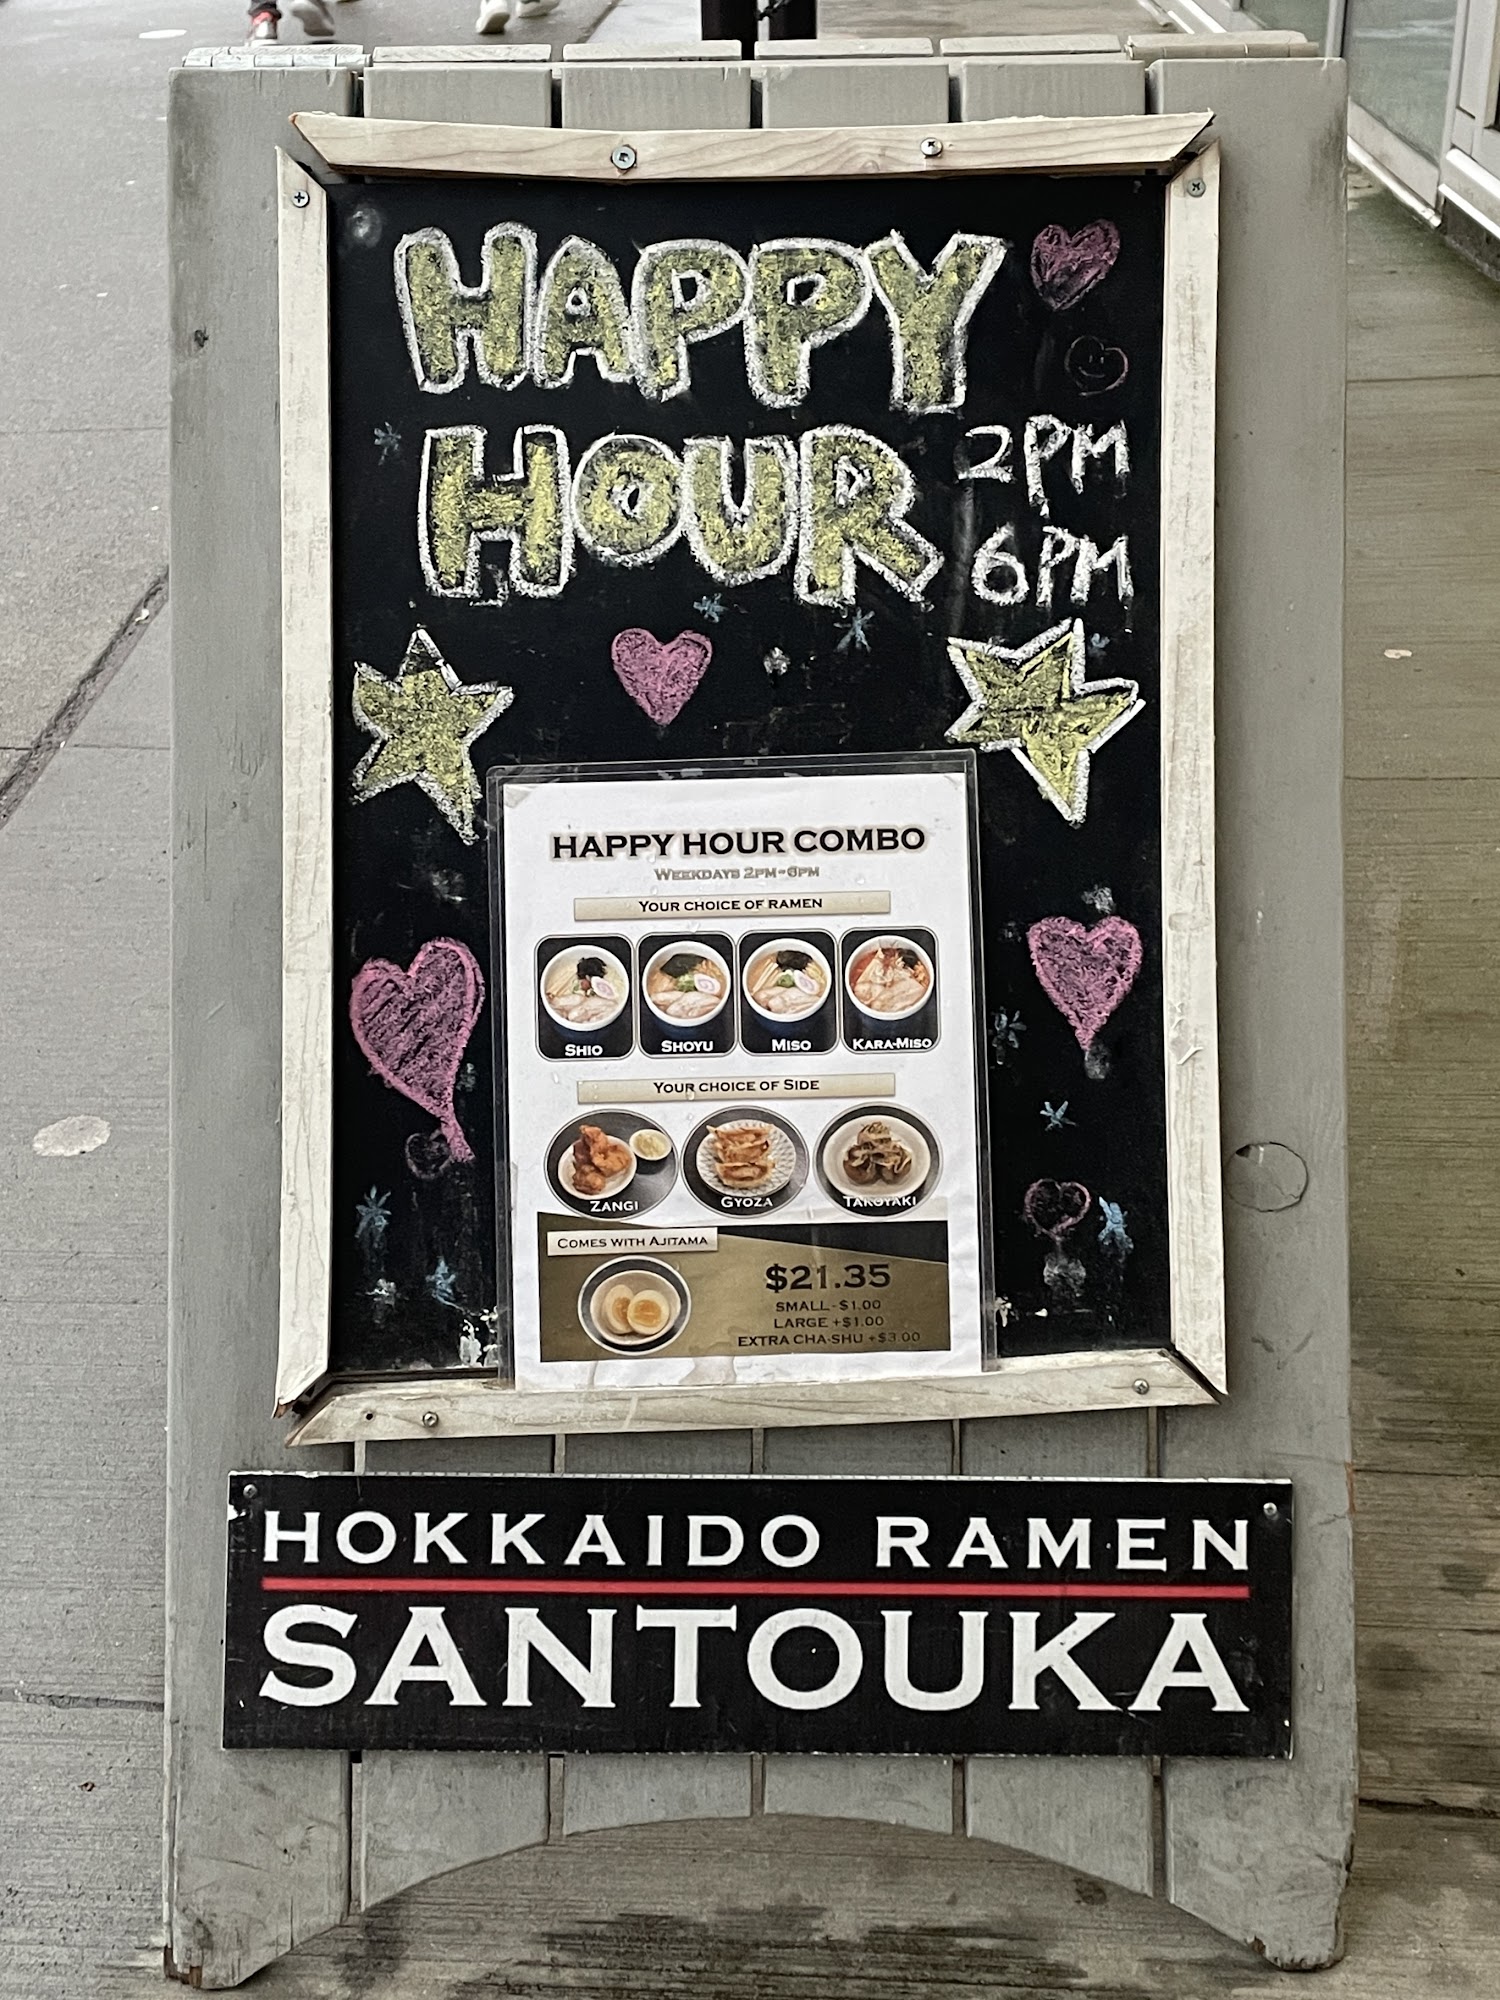 HAPPY
HOUR 2PM
6PM
HAPPY HOUR COMBO
WEEKDAYS 2PM-6PM
YOUR CHOICE OF RAMEN
SHIO SHOYU MISO KARA-MISO
YOUR CHOICE OF SIDE
ZANGI GYOZA TAKOYAKI
COMES WITH AJITAMA
$21.35
SMALL -$1.00
LARGE +$1.00
EXTRA CHA-SHU +$3.00
HOKKAIDO RAMEN
SANTOUKA